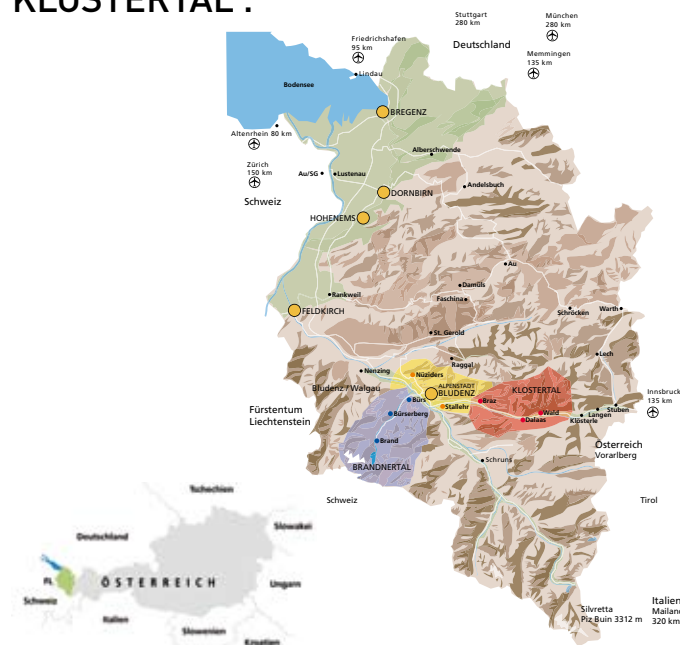 KLOSTERTAL :
Stuttgart
280 km
München
280 km
Friedrichshafen
95 km
Deutschland
Memmingen
135 km
Lindau
Bodensee
BREGENZ
Altenrhein 80 km
Alberschwende
Zürich
150 km
Au/SG
Lustenau
Andelsbuch
DORNBIRN
Schweiz
HOHENEMS
Au
Damüls
Rankweil
Faschina
Schröcken
Warth
FELDKIRCH
St. Gerold
Lech
Raggal
Nenzing
Nüziders
ALPENSTADT
BLUDENZ
KLOSTERTAL
Bludenz / Walgau
Innsbruck
135 km
Bürs
Braz
Stallehr
Bürserberg
Wald
Stuben
Langen
Klösterle
Dalaas
Fürstentum
Liechtenstein
Brand
Österreich
Vorarlberg
Schruns
BRANDNERTAL
Schweiz
Tirol
Tschechien
Slowakei
Deutschland
ÖSTERREICH
FL
Ungarn
Schweiz
Italien
Slowenien
Kroatien
Silvretta
Piz Buin 3312 m
Italien
Mailand
320 km